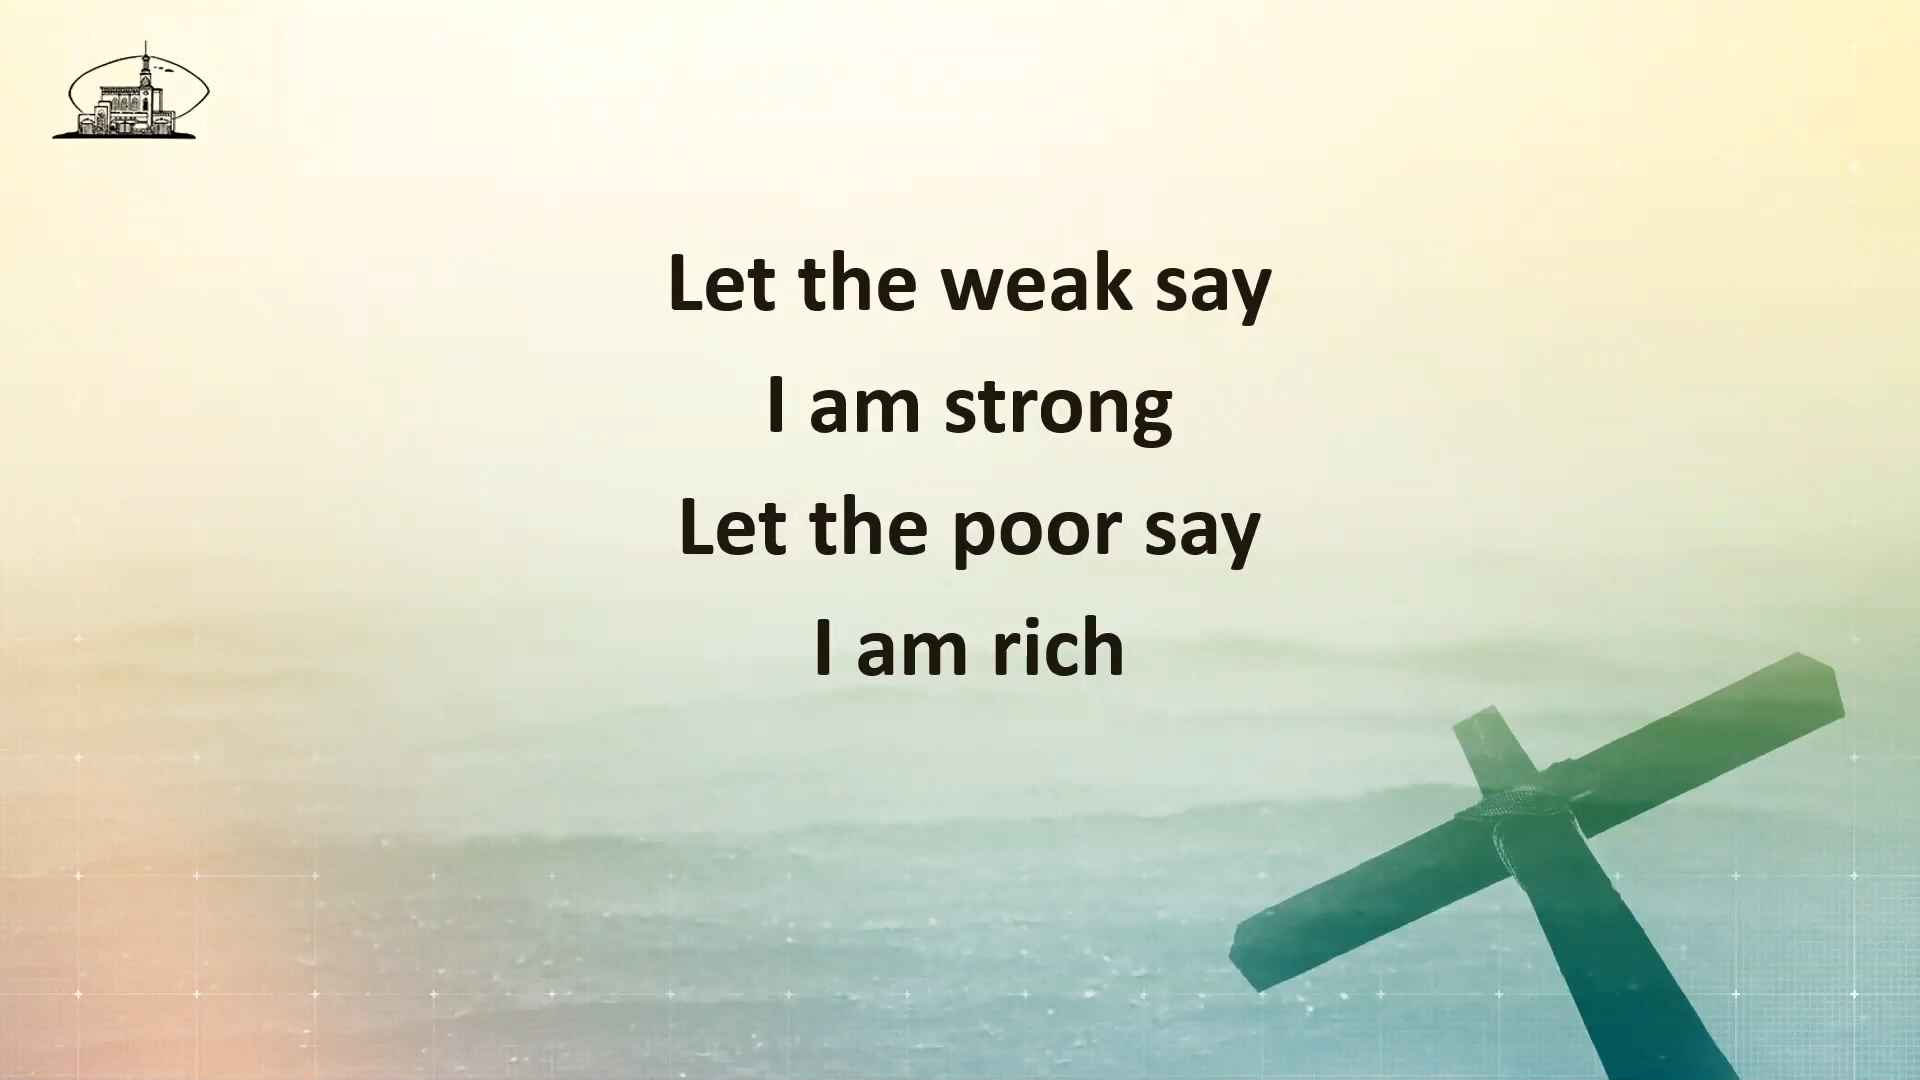 Let the weak say
I am strong
Let the poor say
I am rich